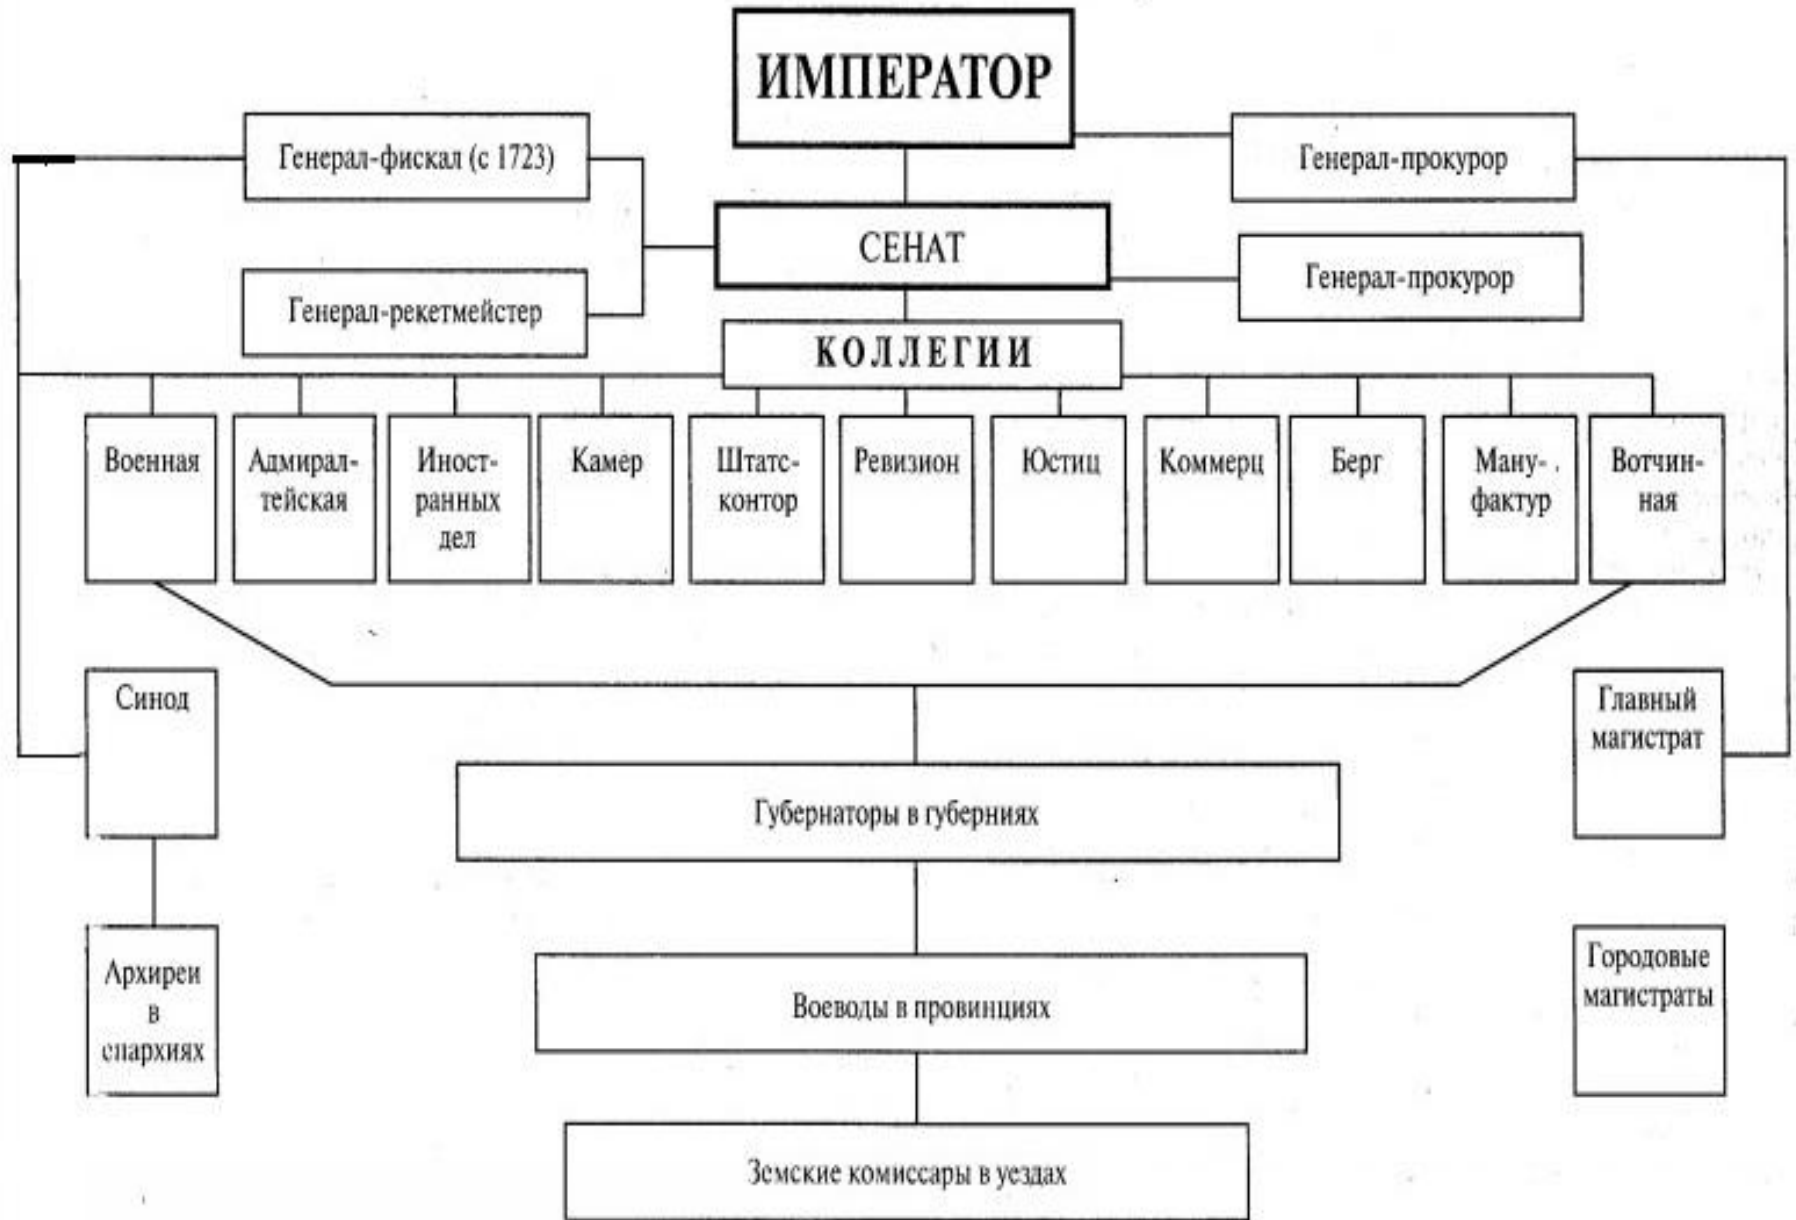 ИМПЕРАТОР
Генерал-фискал (с 1723)
Генерал-прокурор
СЕНАТ
Генерал-прокурор
Генерал-рекетмейстер
КОЛЛЕГИИ
Военная
Адмирал-
тейская
Иност-
ранных
дел
Камер
Штатс-
контор
Ревизион
Юстиц
Коммерц
Берг
Ману-
фактур
Вотчин-
ная
Синод
Главный
магистрат
Губернаторы в губерниях
Архиреи
в
епархиях
Воеводы в провинциях
Городовые
магистраты
Земские комиссары в уездах